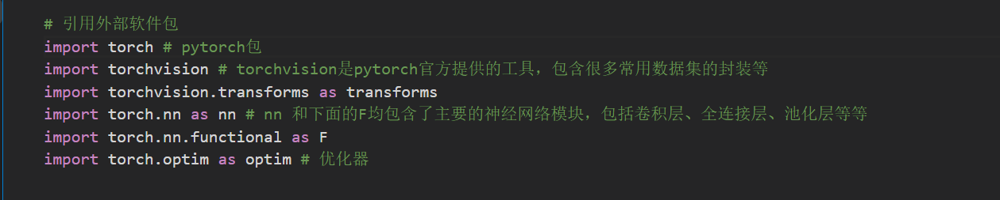 # 引用外部软件包
import torch # pytorch包
import torchvision # torchvision是pytorch官方提供的工具，包含很多常用数据集的封装等
import torchvision.transforms as transforms
import torch.nn as nn # nn 和下面的F均包含了主要的神经网络模块，包括卷积层、全连接层、池化层等等
import torch.nn.functional as F
import torch.optim as optim # 优化器